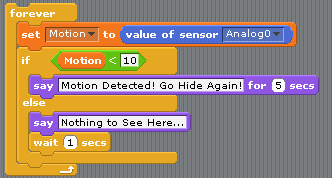 forever
set Motion to value of sensor Analog0
if Motion < 10
say Motion Detected! Go Hide Again! for 5 secs
else
say Nothing to See Here...
wait 1 secs